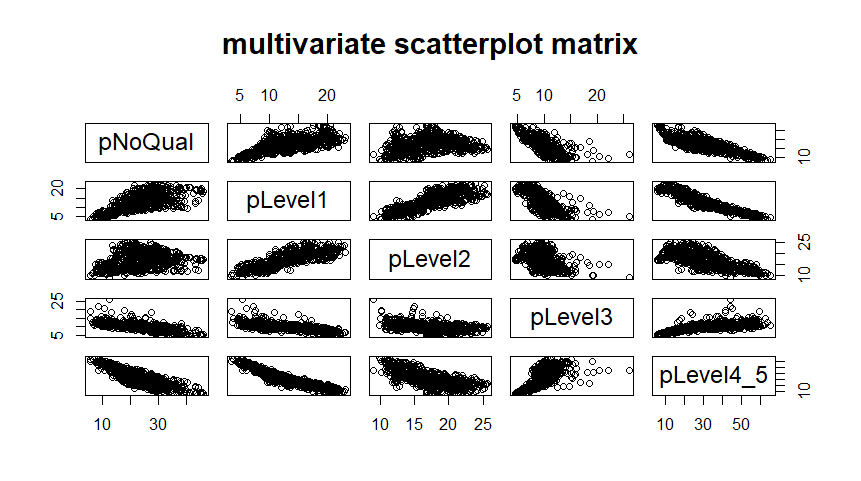 multivariate scatterplot matrix
5 10 20 5 10 20
pNoQual 10
5 20 pLevel1
pLevel2 10 25
5 25 pLevel3
pLevel4_5 10
10 30 10 15 20 25 10 30 50